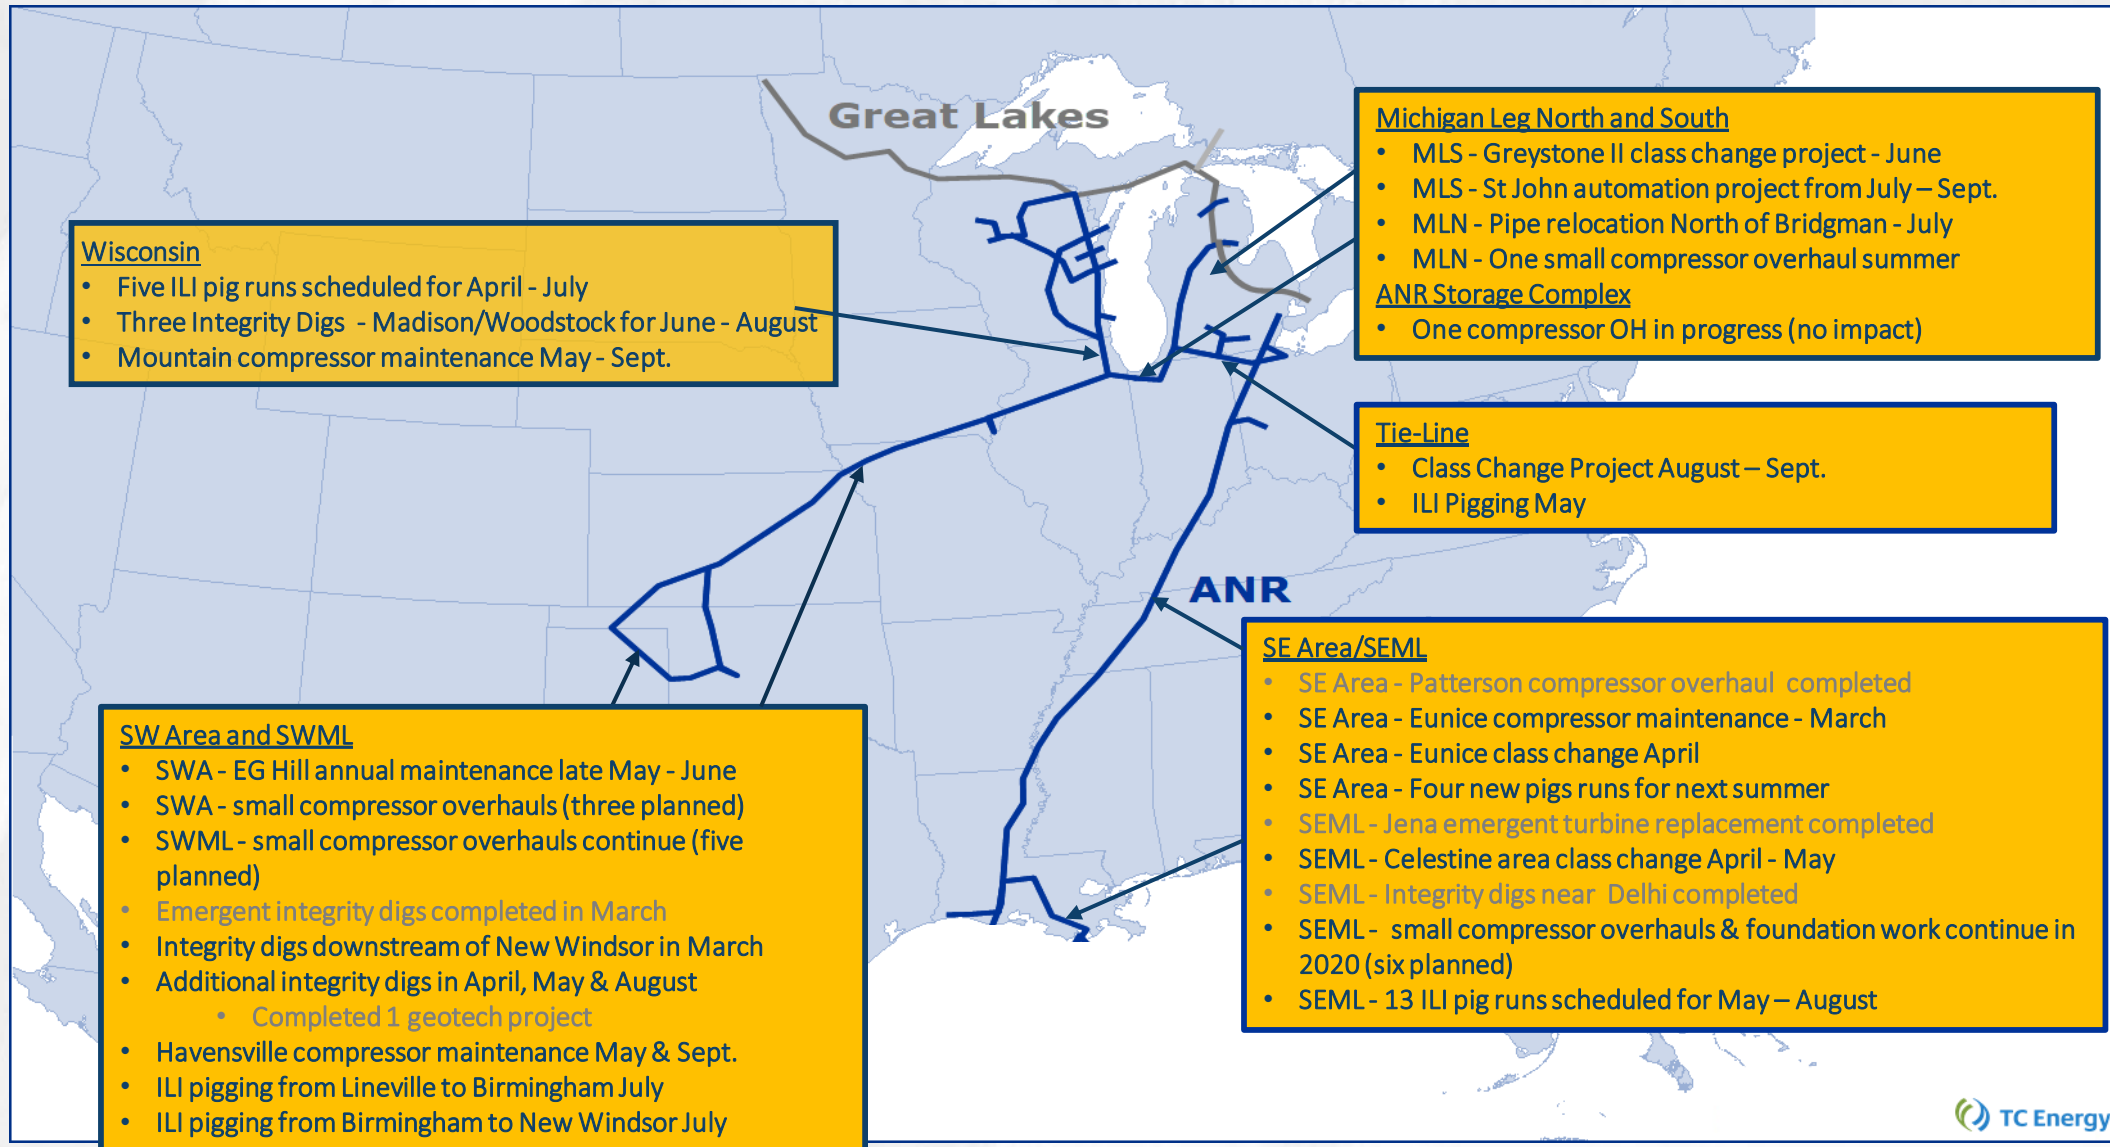 Great Lakes
Wisconsin
• Five ILI pig runs scheduled for April - July
• Three Integrity Digs - Madison/Woodstock for June - August
• Mountain compressor maintenance May - Sept.
Michigan Leg North and South
• MLS - Greystone II class change project - June
• MLS - St John automation project from July – Sept.
• MLN - Pipe relocation North of Bridgman - July
• MLN - One small compressor overhaul summer
ANR Storage Complex
• One compressor OH in progress (no impact)
Tie-Line
• Class Change Project August – Sept.
• ILI Pigging May
ANR
SW Area and SWML
• SWA - EG Hill annual maintenance late May - June
• SWA - small compressor overhauls (three planned)
• SWML - small compressor overhauls continue (five
planned)
• Emergent integrity digs completed in March
• Integrity digs downstream of New Windsor in March
• Additional integrity digs in April, May & August
• Completed 1 geotech project
• Havensville compressor maintenance May & Sept.
• ILI pigging from Lineville to Birmingham July
• ILI pigging from Birmingham to New Windsor July
SE Area/SEML
• SE Area - Patterson compressor overhaul completed
• SE Area - Eunice compressor maintenance - March
• SE Area - Eunice class change April
• SE Area - Four new pigs runs for next summer
• SEML - Jena emergent turbine replacement completed
• SEML - Celestine area class change April - May
• SEML - Integrity digs near Delhi completed
• SEML - small compressor overhauls & foundation work continue in
2020 (six planned)
• SEML - 13 ILI pig runs scheduled for May – August
TC Energy